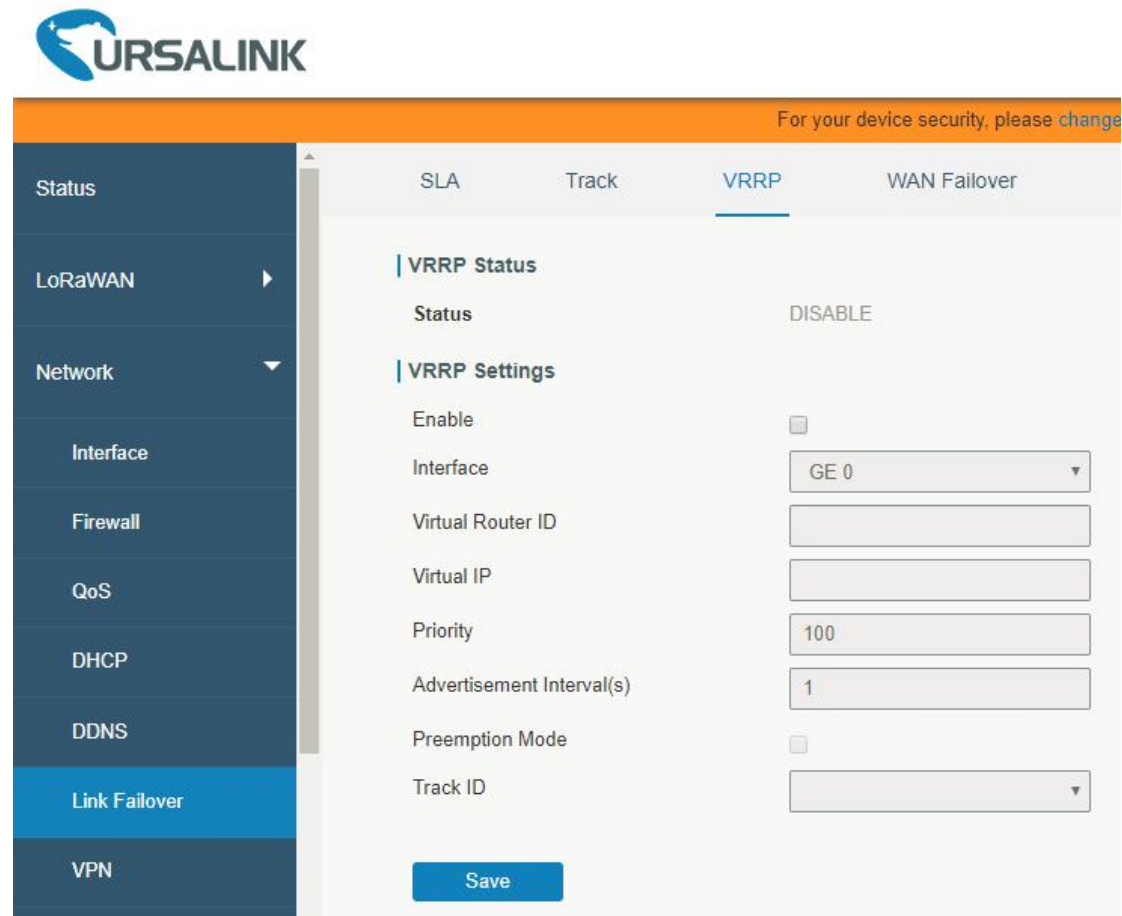 URSALINK
For your device security, please change
Status
LoRaWAN
Network
Interface
Firewall
QoS
DHCP
DDNS
Link Failover
VPN
SLA Track VRRP WAN Failover
VRRP Status
Status DISABLE
VRRP Settings
Enable
Interface GE 0
Virtual Router ID
Virtual IP
Priority 100
Advertisement Interval(s) 1
Preemption Mode
Track ID
Save